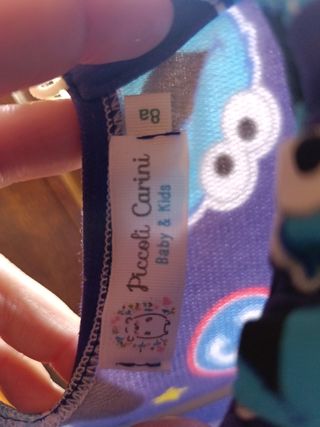 8a
Piccoli Carini
Baby & Kids